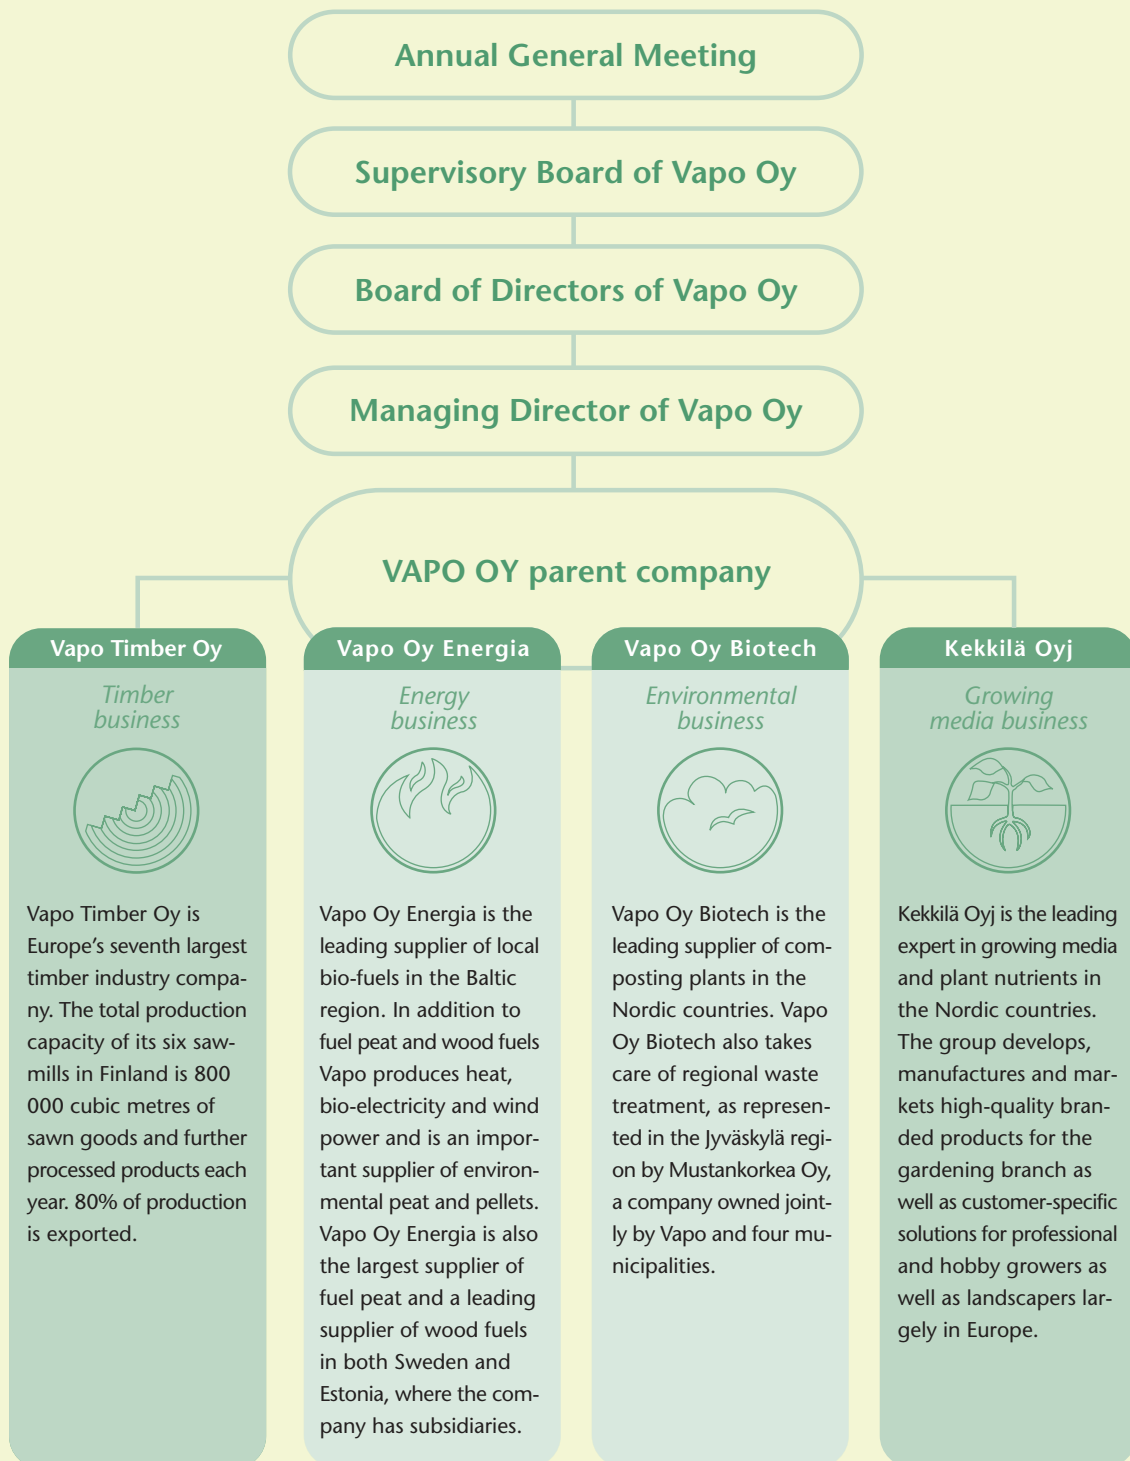 Annual General Meeting
Supervisory Board of Vapo Oy
Board of Directors of Vapo Oy
Managing Director of Vapo Oy
VAPO OY parent company
Vapo Timber Oy
Timber
business
Vapo Timber Oy is
Europe's seventh largest
timber industry compa-
ny. The total production
capacity of its six saw-
mills in Finland is 800
000 cubic metres of
sawn goods and further
processed products each
year. 80% of production
is exported.
Vapo Oy Energia
Energy
business
Vapo Oy Energia is the
leading supplier of local
bio-fuels in the Baltic
region. In addition to
fuel peat and wood fuels
Vapo produces heat,
bio-electricity and wind
power and is an impor-
tant supplier of environ-
mental peat and pellets.
Vapo Oy Energia is also
the largest supplier of
fuel peat and a leading
supplier of wood fuels
in both Sweden and
Estonia, where the com-
pany has subsidiaries.
Vapo Oy Biotech
Environmental
business
Vapo Oy Biotech is the
leading supplier of com-
posting plants in the
Nordic countries. Vapo
Oy Biotech also takes
care of regional waste
treatment, as represen-
ted in the Jyväskylä regi-
on by Mustankorkea Oy,
a company owned joint-
ly by Vapo and four mu-
nicipalities.
Kekkilä Oyj
Growing
media business
Kekkilä Oyj is the leading
expert in growing media
and plant nutrients in
the Nordic countries.
The group develops,
manufactures and mar-
kets high-quality bran-
ded products for the
gardening branch as
well as customer-specific
solutions for professional
and hobby growers as
well as landscapers lar-
gely in Europe.